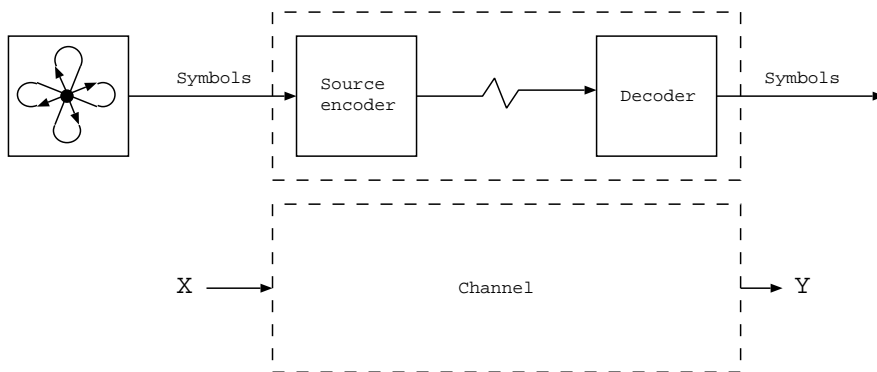 Symbols
Source
encoder
Decoder
Symbols
X
Channel
Y